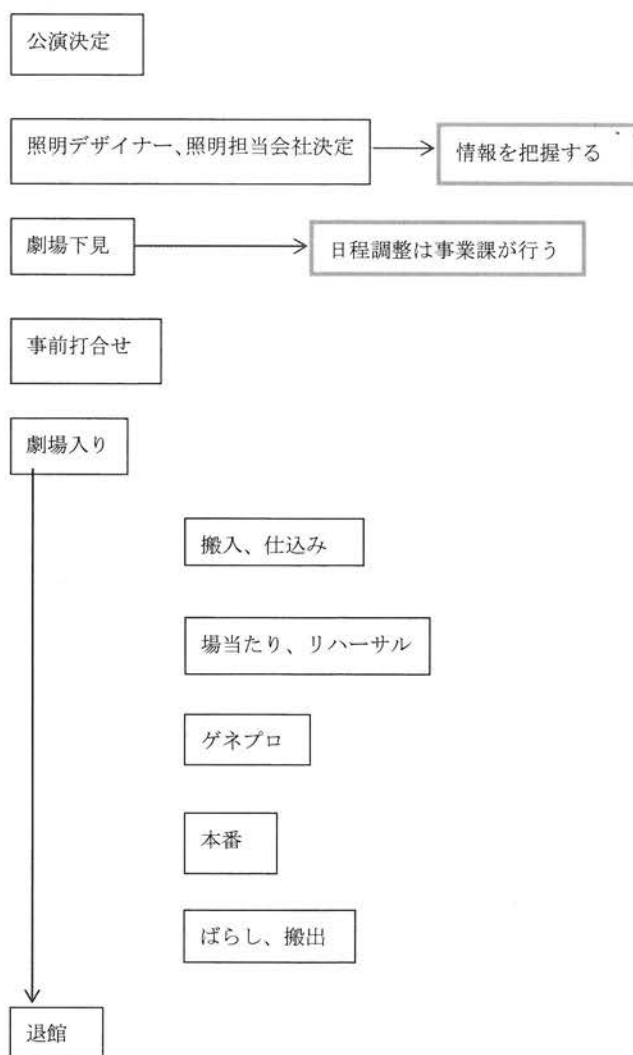 公演決定
照明デザイナー、照明担当会社決定
情報を把握する
劇場下見
日程調整は事業課が行う
事前打合せ
劇場入り
搬入、仕込み
場当たり、リハーサル
ゲネプロ
本番
ばらし、搬出
退館